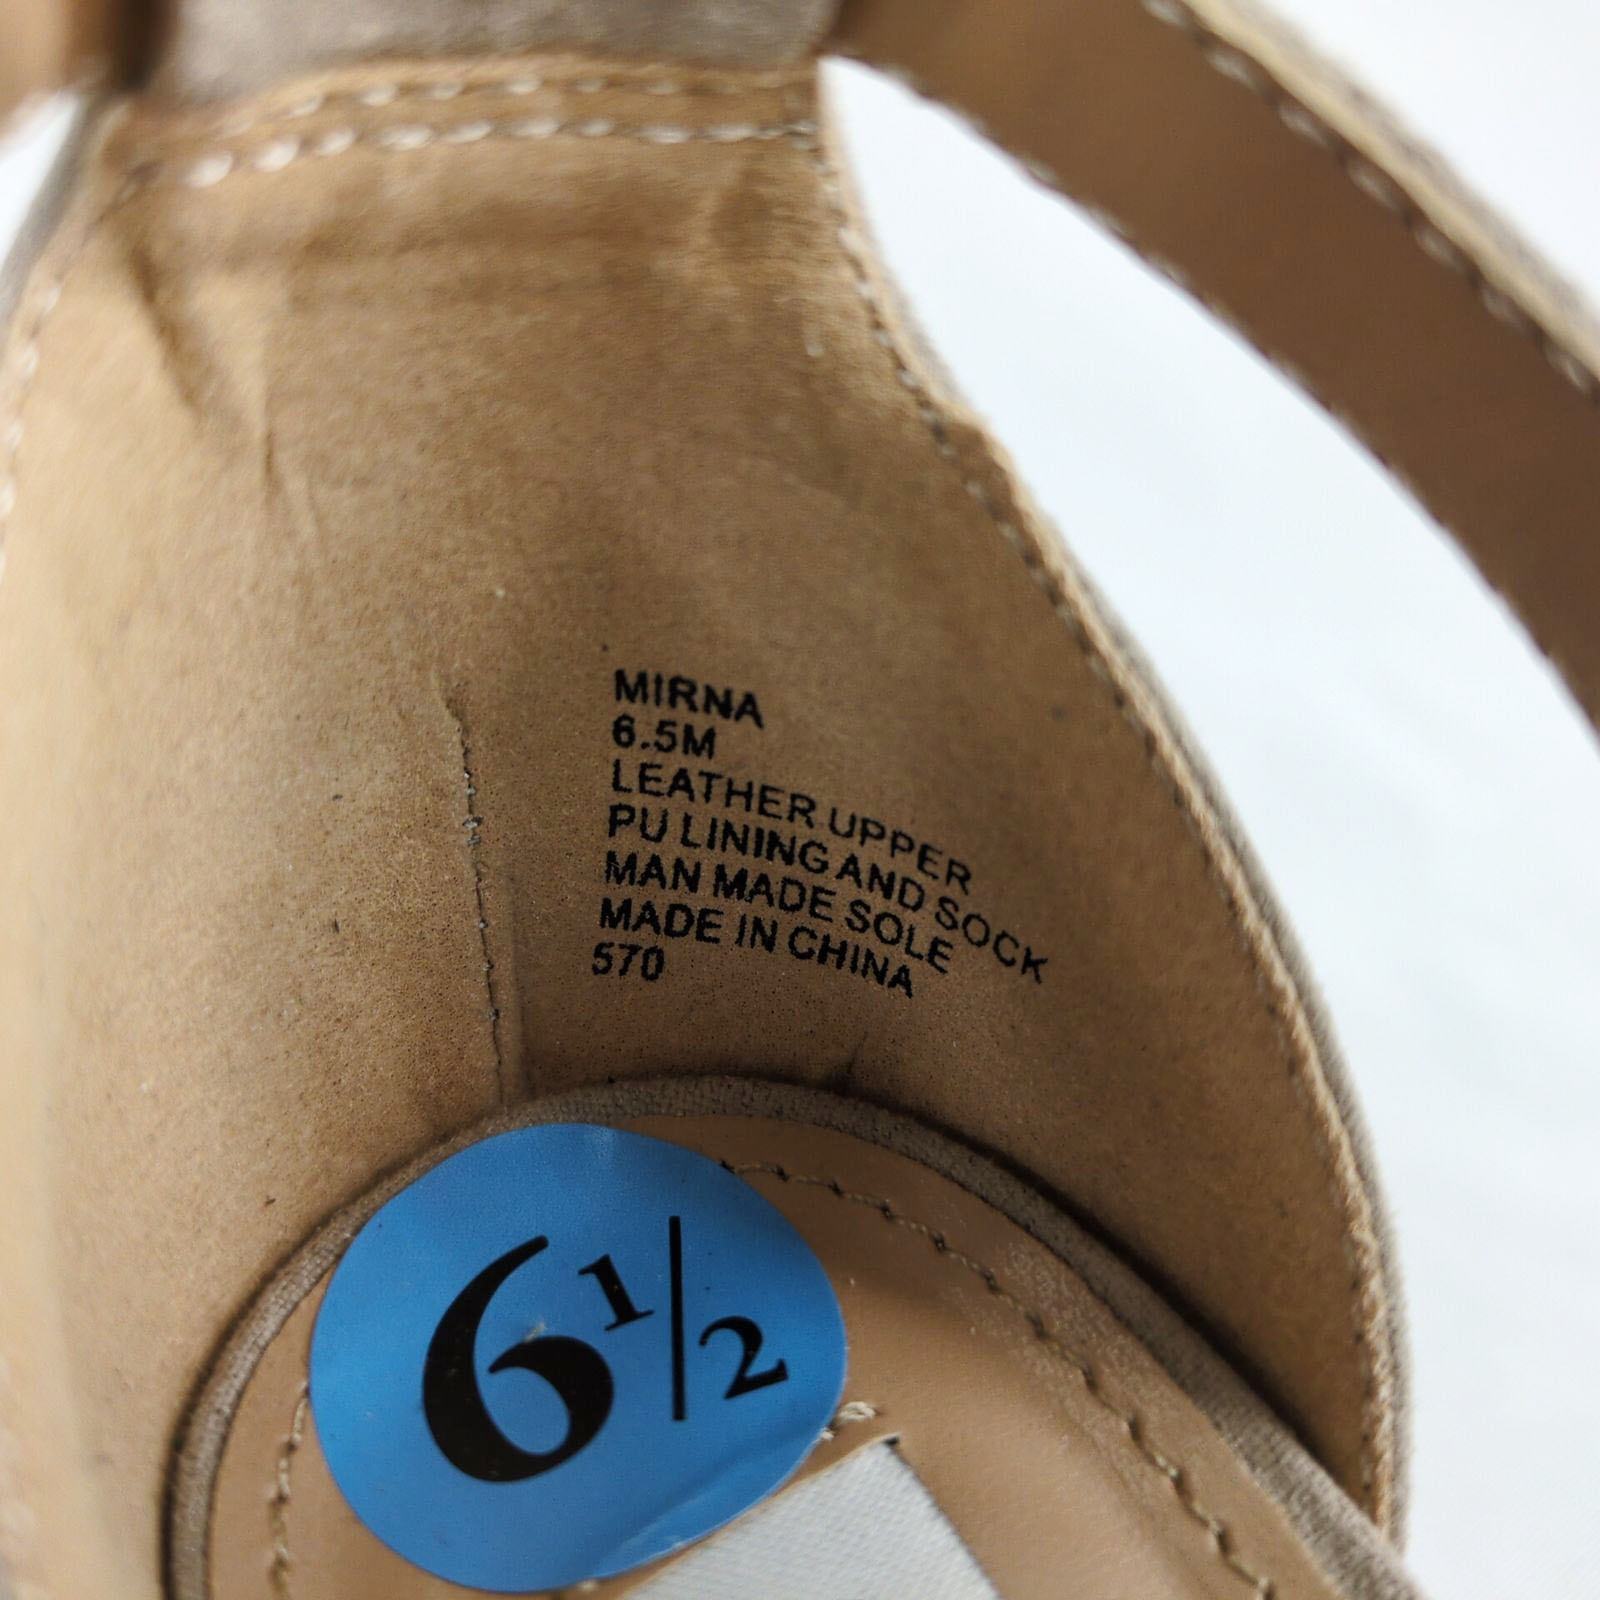 MIRNA
6.5M
LEATHER UPPER
PU LINING AND SOCK
MAN MADE SOLE
MADE IN CHINA
570
6 1/2